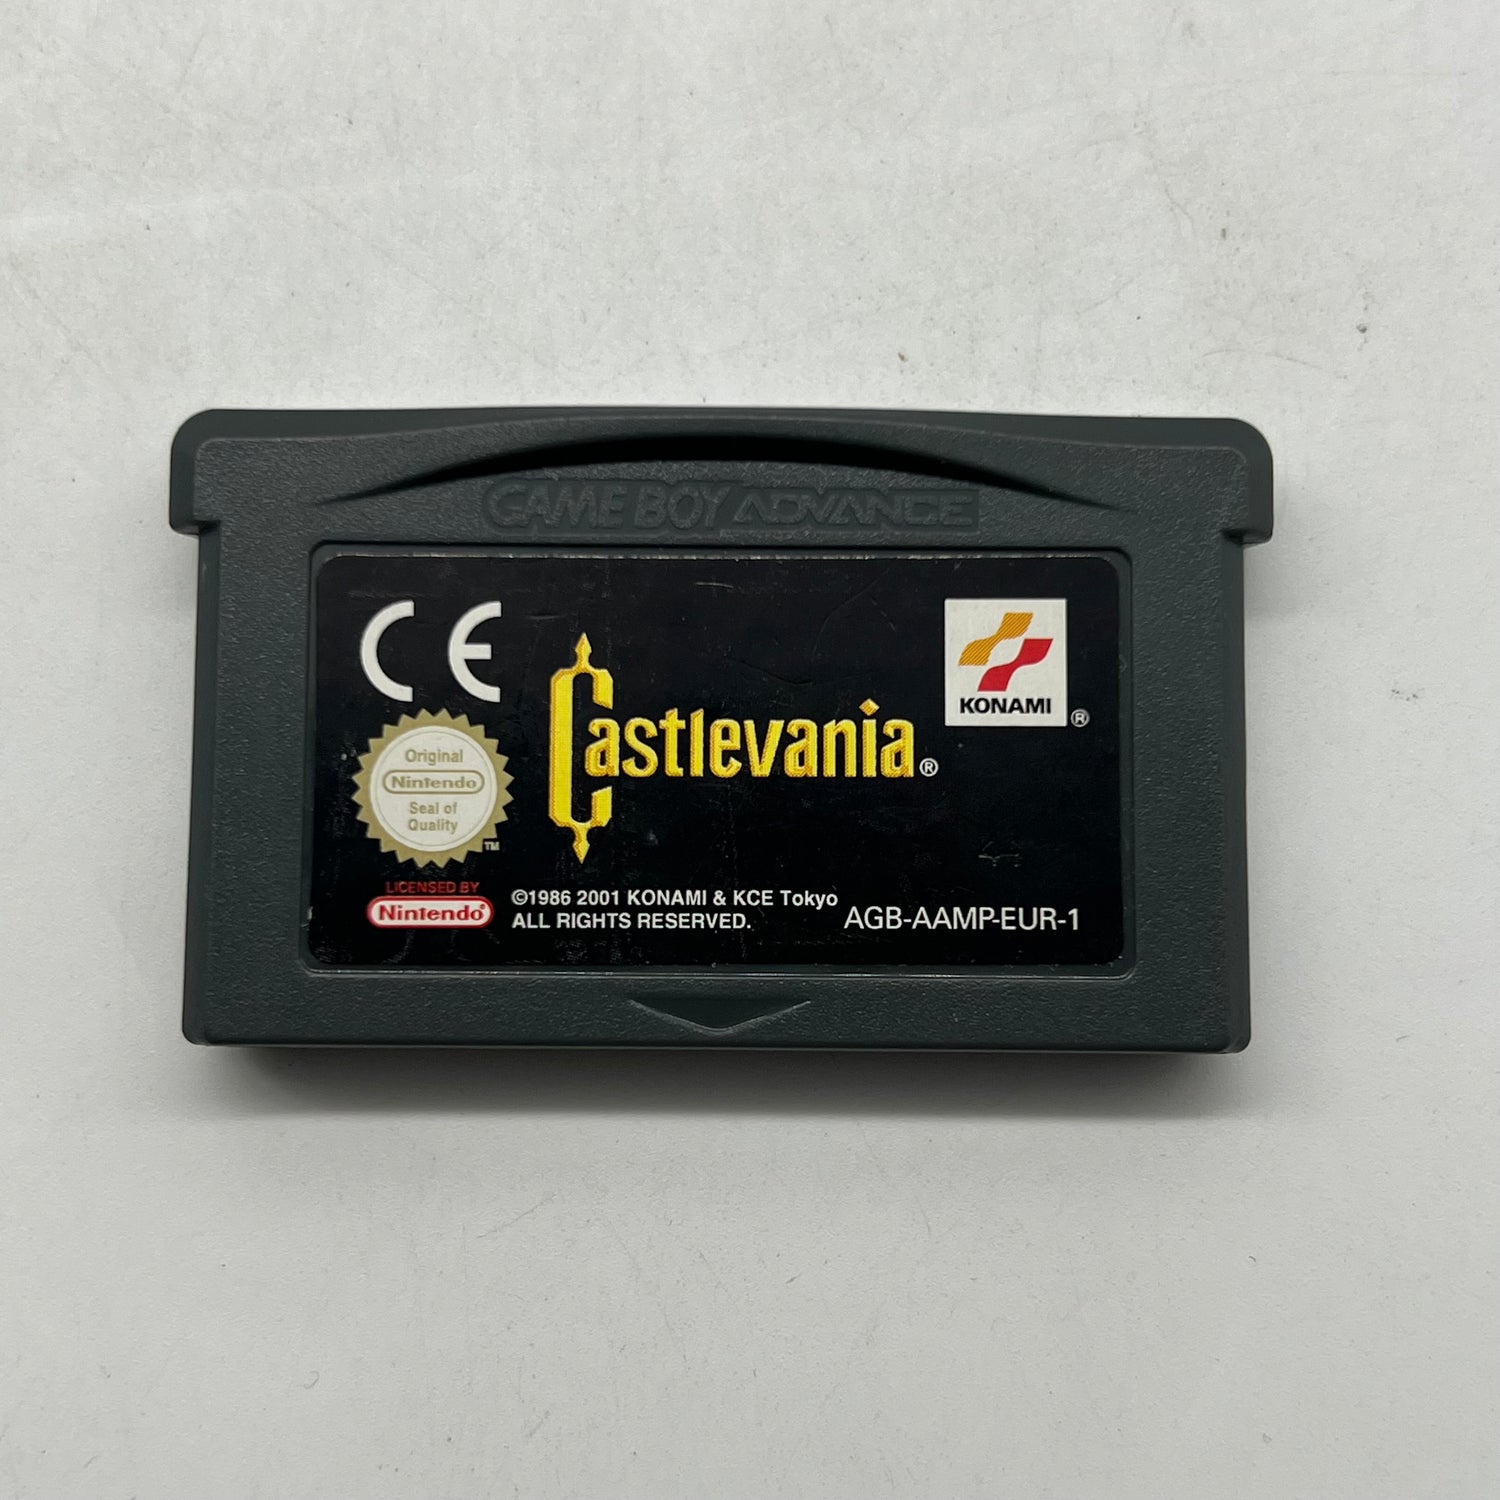 GAME BOY ADVANCE
CE
KONAMI ®
Castlevania®
Original
Nintendo
Seal of
Quality
TM
LICENSED BY
Nintendo®
©1986 2001 KONAMI & KCE Tokyo
ALL RIGHTS RESERVED.
AGB-AAMP-EUR-1